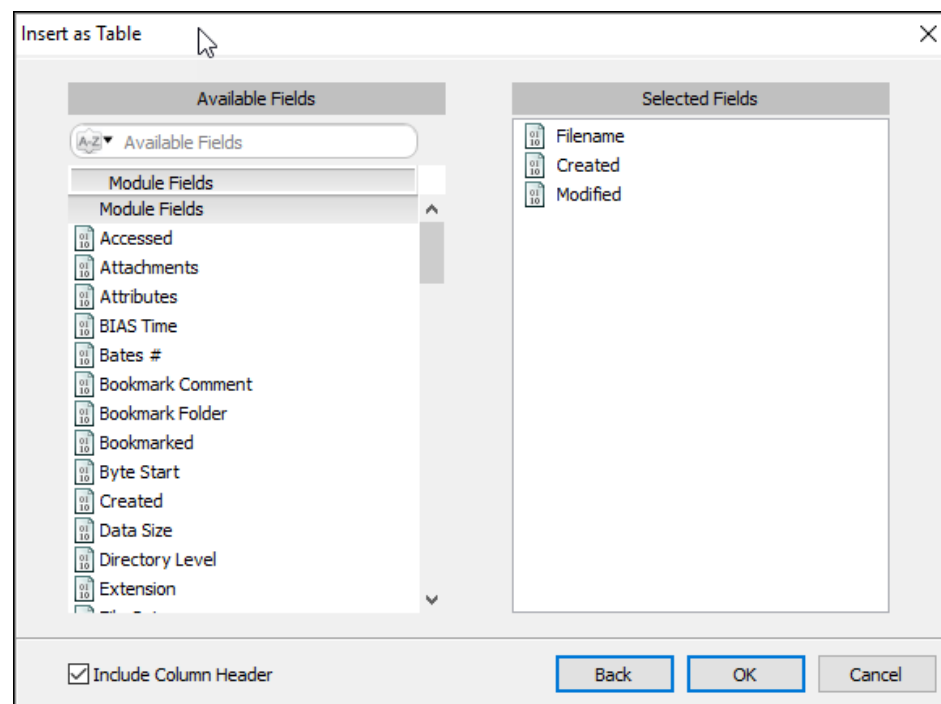 Insert as Table
Available Fields
A-Z Available Fields
Module Fields
Module Fields
Accessed
Attachments
Attributes
BIAS Time
Bates #
Bookmark Comment
Bookmark Folder
Bookmarked
Byte Start
Created
Data Size
Directory Level
Extension
Selected Fields
Filename
Created
Modified
Include Column Header
Back
OK
Cancel